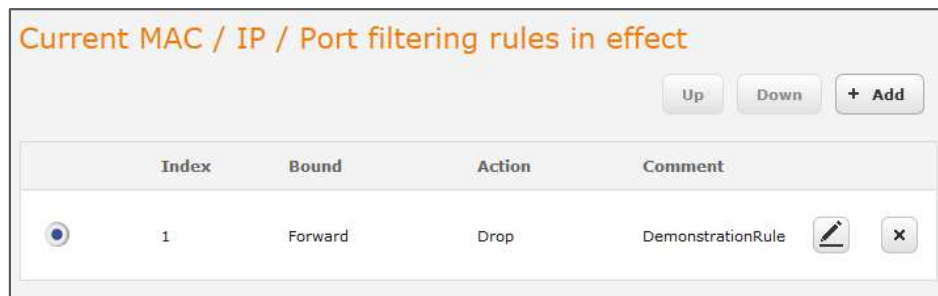 Current MAC / IP / Port filtering rules in effect
Up Down + Add
Index Bound Action Comment
1 Forward Drop DemonstrationRule ×